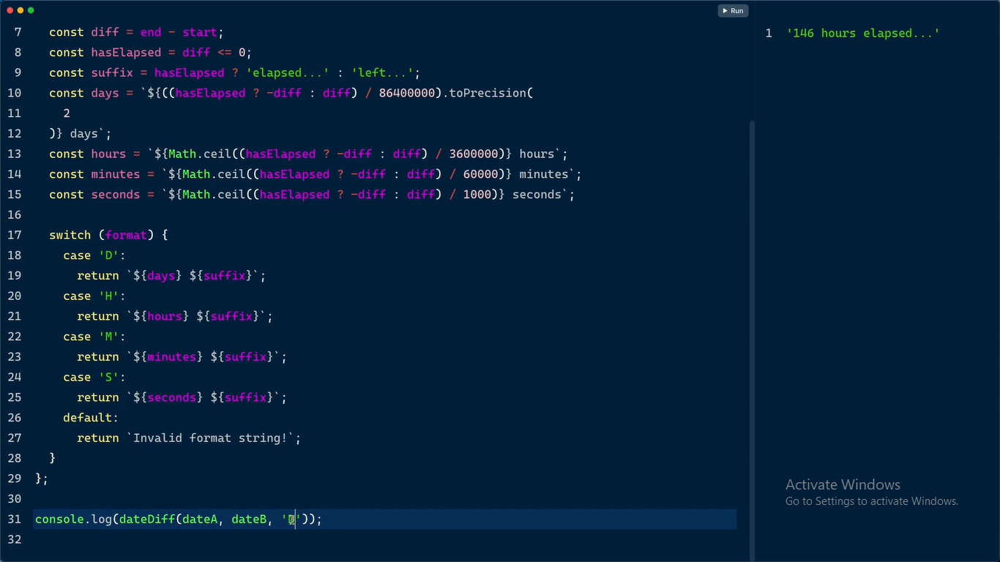 Run
7 const diff = end - start;
8 const hasElapsed = diff <= 0;
9 const suffix = hasElapsed ? 'elapsed...' : 'left...';
10 const days = `${((hasElapsed ? -diff : diff) / 86400000).toPrecision(
11 2
12 )} days`;
13 const hours = `${Math.ceil((hasElapsed ? -diff : diff) / 3600000)} hours`;
14 const minutes = `${Math.ceil((hasElapsed ? -diff : diff) / 60000)} minutes`;
15 const seconds = `${Math.ceil((hasElapsed ? -diff : diff) / 1000)} seconds`;
16
17 switch (format) {
18 case 'D':
19 return `${days} ${suffix}`;
20 case 'H':
21 return `${hours} ${suffix}`;
22 case 'M':
23 return `${minutes} ${suffix}`;
24 case 'S':
25 return `${seconds} ${suffix}`;
26 default:
27 return `Invalid format string!`;
28 }
29 };
30
31 console.log(dateDiff(dateA, dateB, 'D'));
32
1 '146 hours elapsed...'
Activate Windows
Go to Settings to activate Windows.